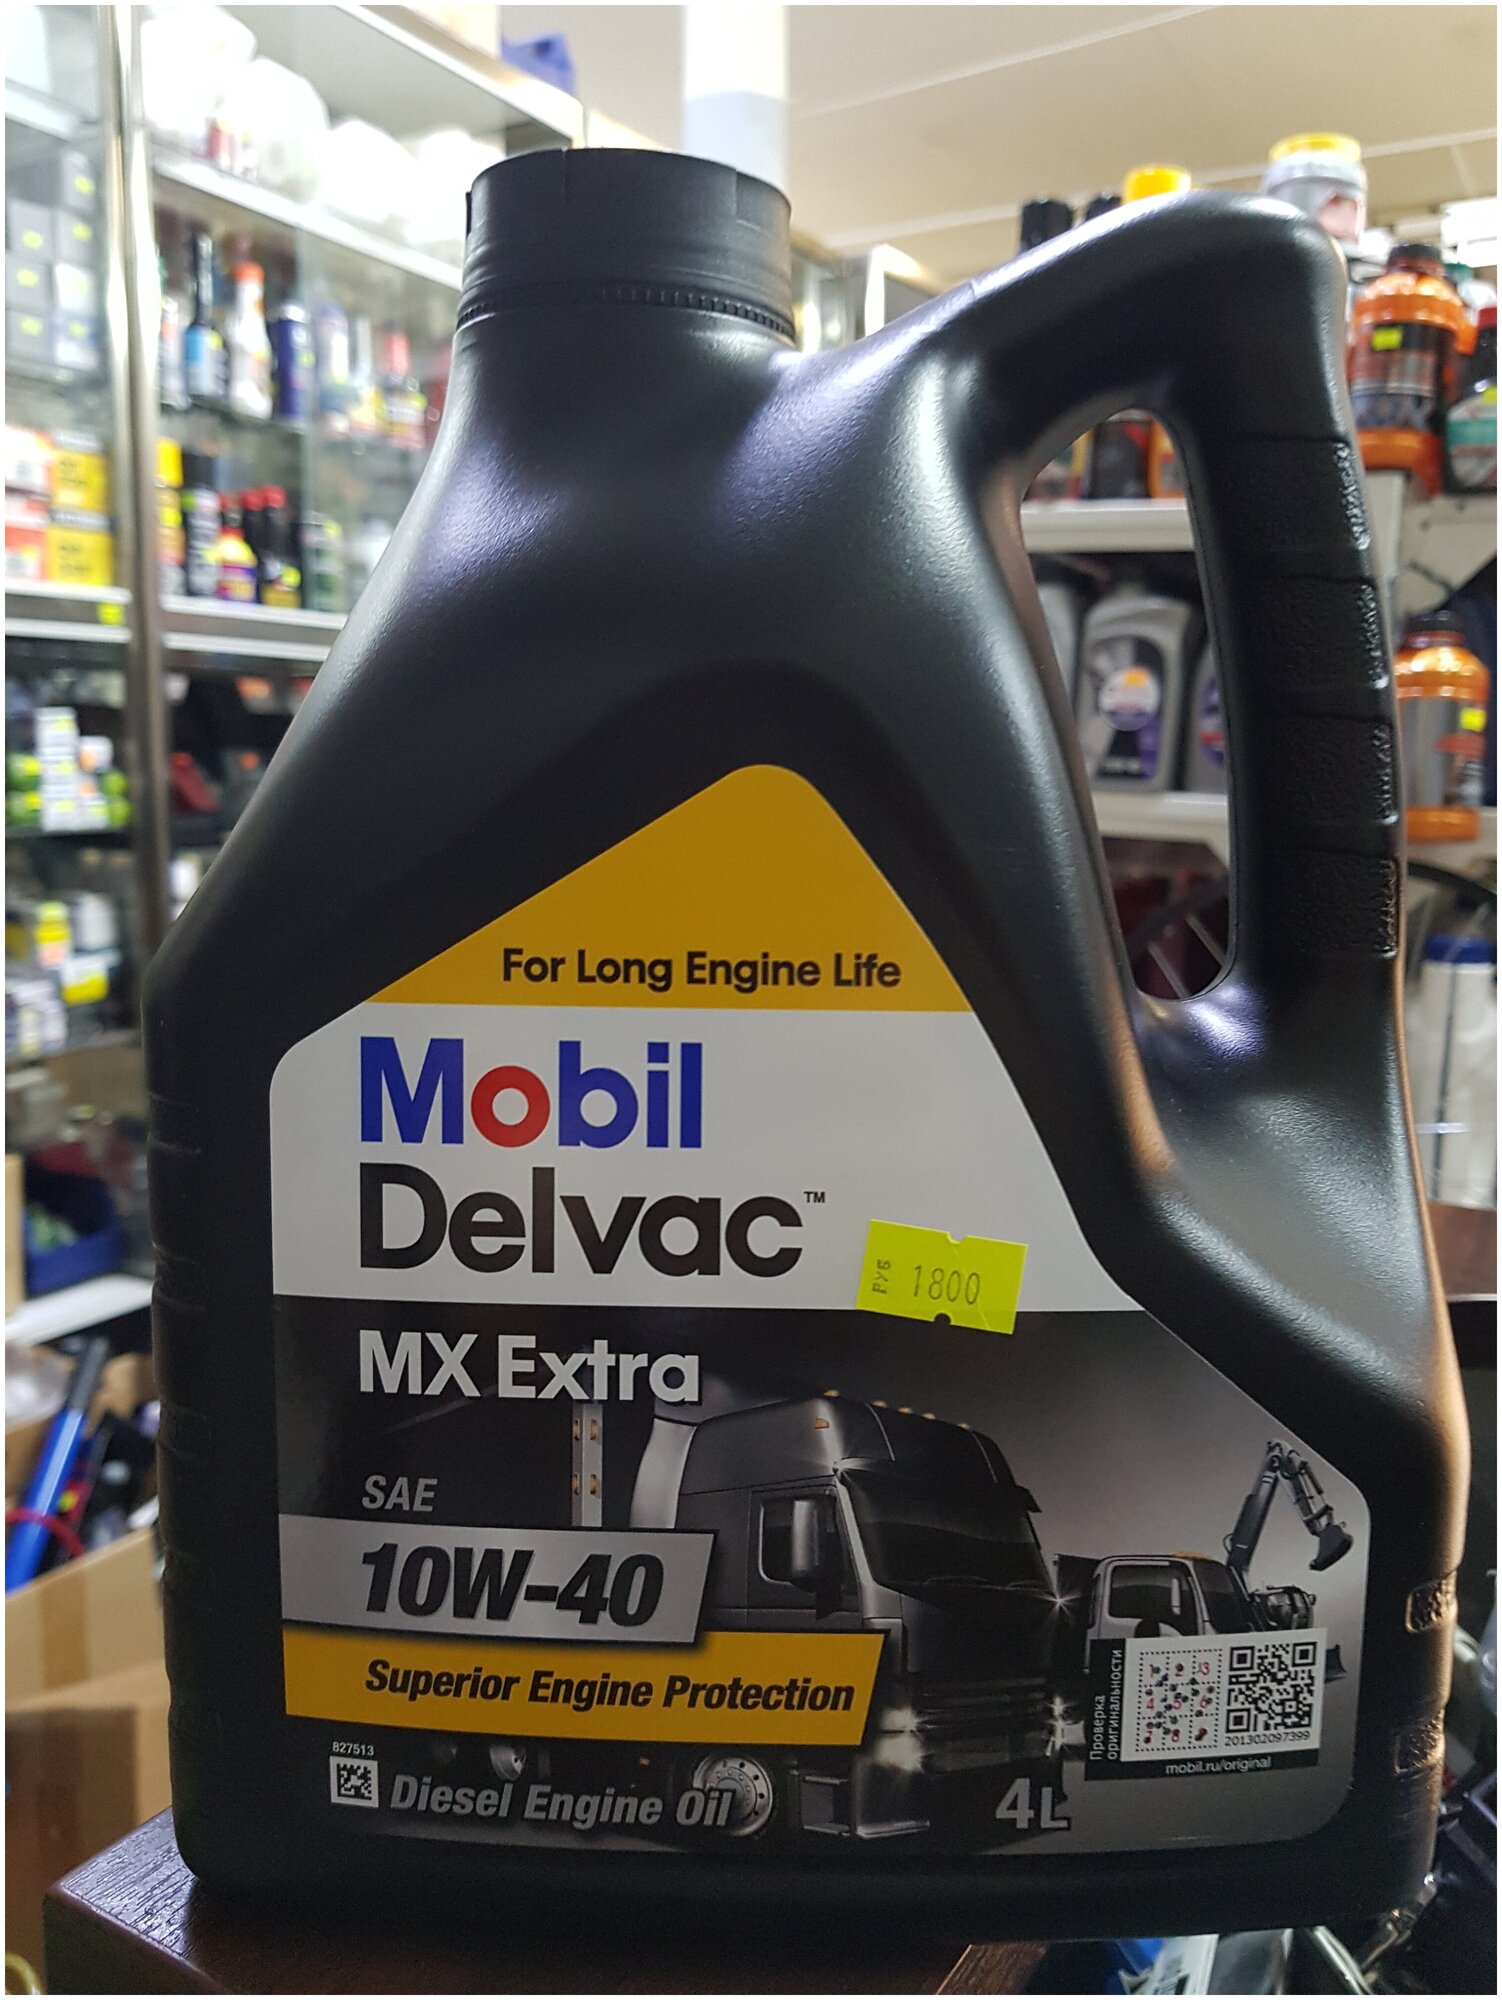 For Long Engine Life
Mobil
Delvac™
РУБ 1800
MX Extra
SAE
10W-40
Superior Engine Protection
Проверка
оригинальности
201302097399
mobil.ru/original
827513
Diesel Engine Oil
4L